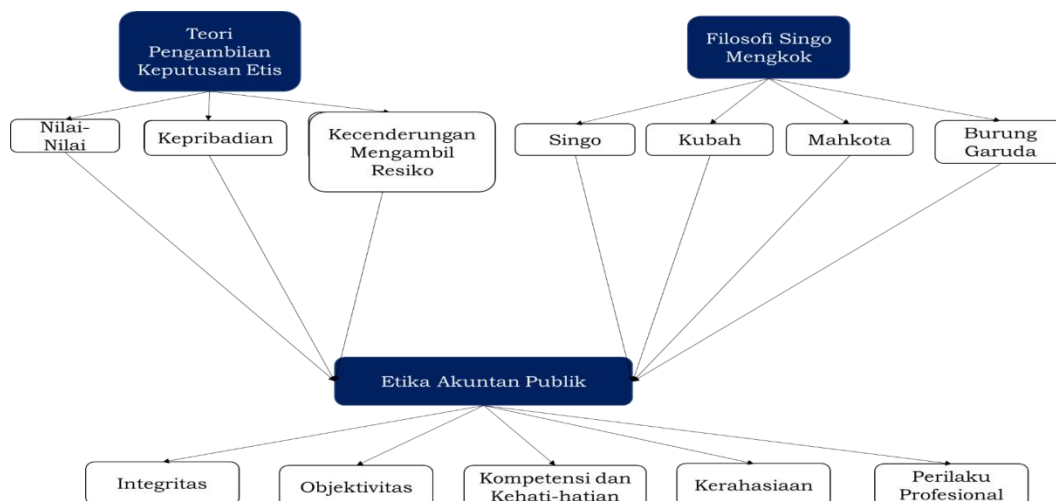 Teori
Pengambilan
Keputusan Etis
Filosofi Singo
Mengkok
Nilai-
Nilai
Kepribadian
Kecenderungan
Mengambil
Resiko
Singo
Kubah
Mahkota
Burung
Garuda
Etika Akuntan Publik
Integritas
Objektivitas
Kompetensi dan
Kehati-hatian
Kerahasiaan
Perilaku
Profesional